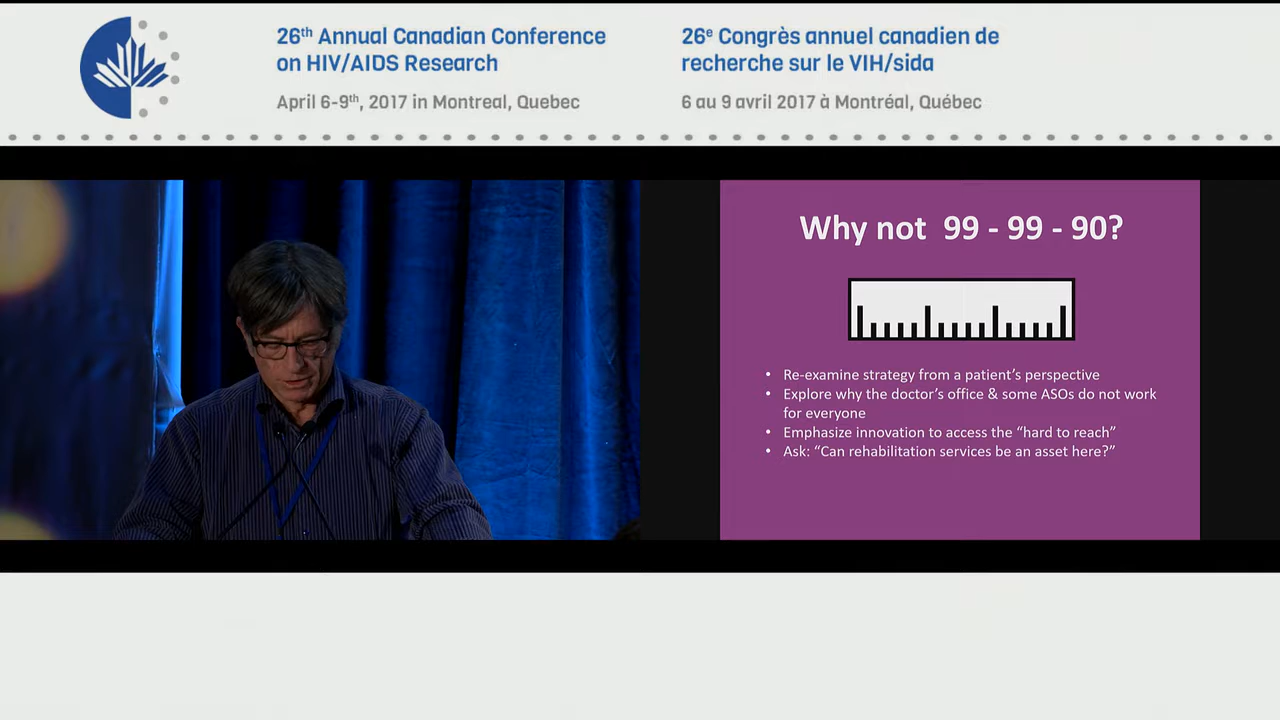 26th Annual Canadian Conference
on HIV/AIDS Research
April 6-9th, 2017 in Montreal, Quebec
26e Congrès annuel canadien de
recherche sur le VIH/sida
6 au 9 avril 2017 à Montréal, Québec
Why not 99 - 99 - 90?
• Re-examine strategy from a patient's perspective
• Explore why the doctor's office & some ASOs do not work
for everyone
• Emphasize innovation to access the "hard to reach"
• Ask: "Can rehabilitation services be an asset here?"